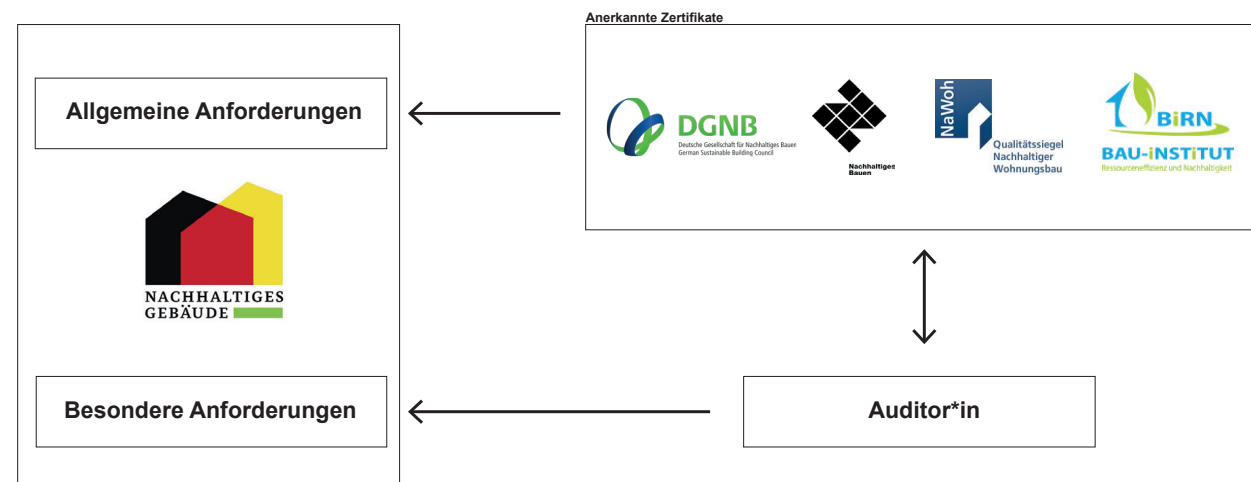 Anerkannte Zertifikate
Allgemeine Anforderungen
DGNB
Deutsche Gesellschaft für Nachhaltiges Bauen
German Sustainable Building Council
Nachhaltiges
Bauen
NaWoh
Qualitätssiegel
Nachhaltiger
Wohnungsbau
BiRN
BAU-iNSTiTUT
Ressourceneffizienz und Nachhaltigkeit
NACHHALTIGES
GEBÄUDE
Besondere Anforderungen
Auditor*in